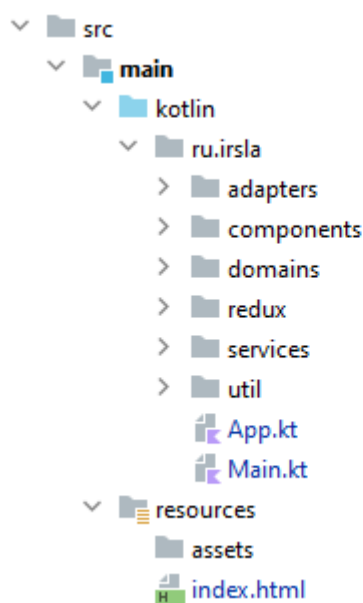 src
main
kotlin
ru.irsla
adapters
components
domains
redux
services
util
App.kt
Main.kt
resources
assets
H index.html